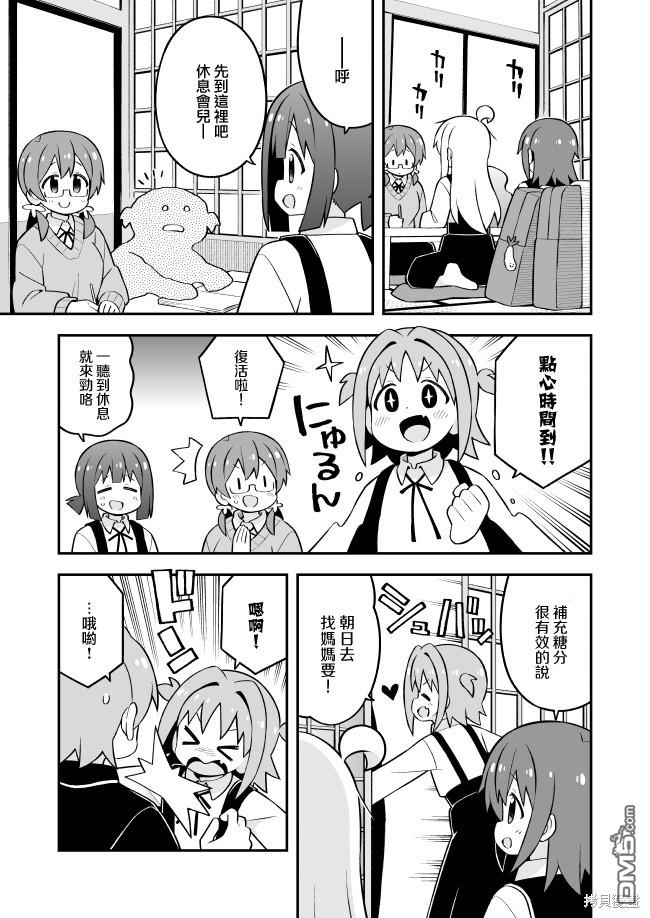 カリ
カリ
カリ
──呼
先到這裡吧
休息會兒─
點心時間到!!
にゅるん
復活啦！
一聽到休息
就來勁咯
補充糖分
很有效的說
シュバッ
朝日去
找媽媽要！
嗯啊！
…哦喲！
DM5.com
拷貝漫畫